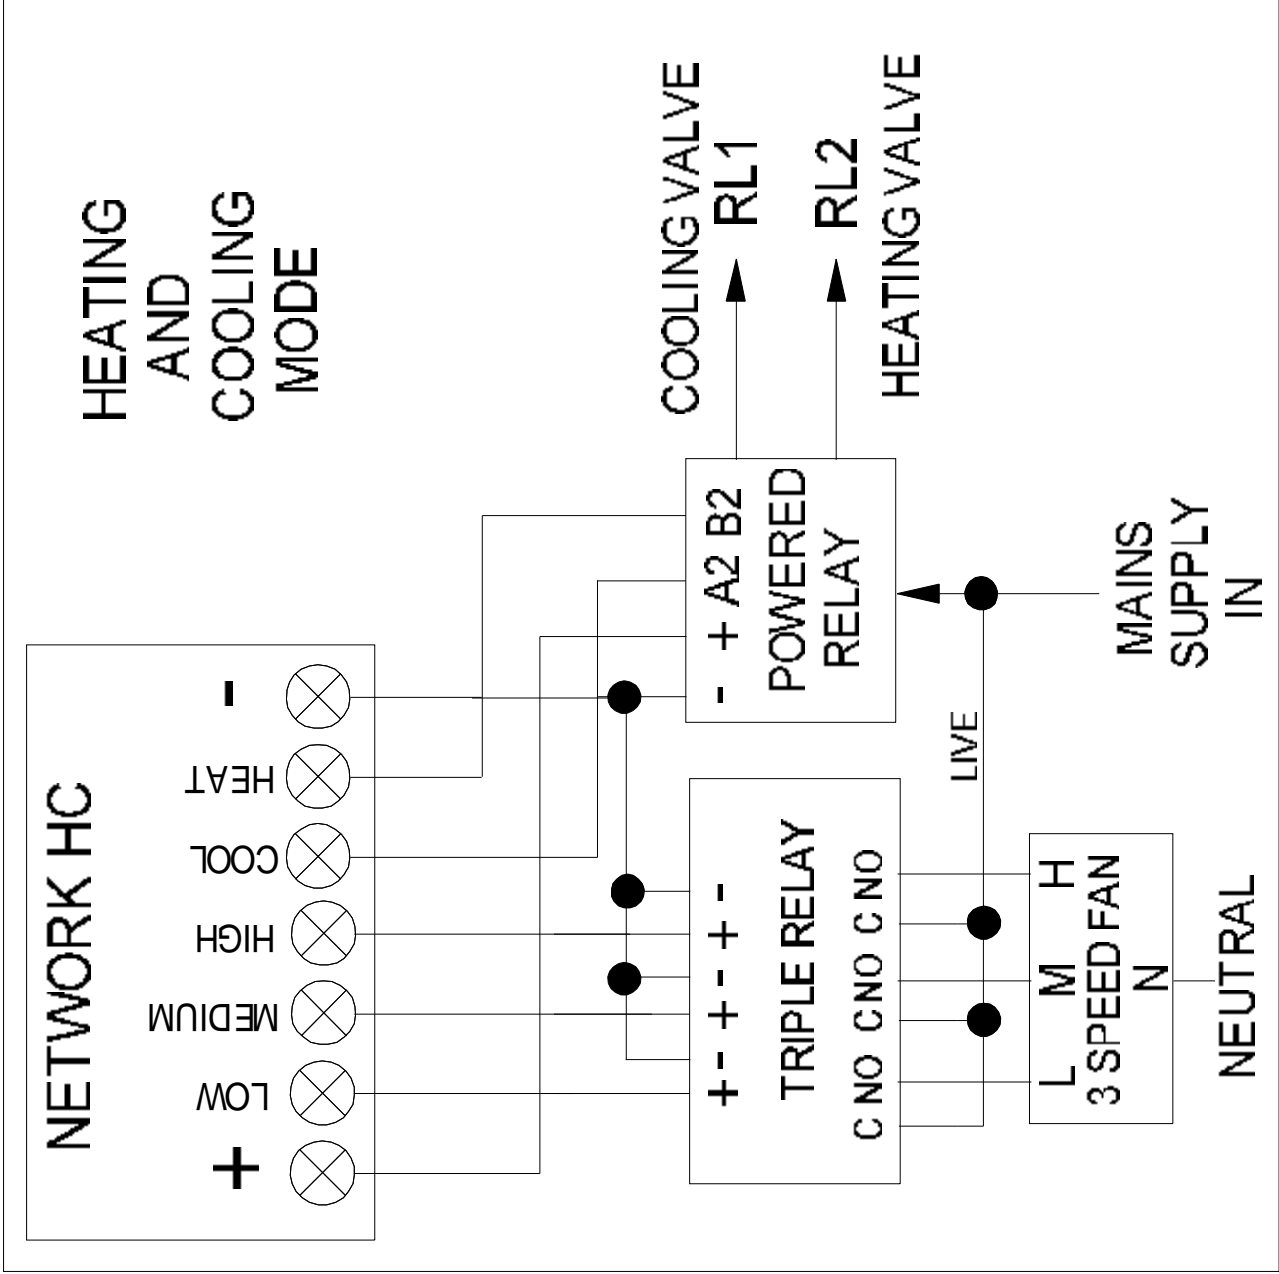 HEATING
AND
COOLING
MODE
NETWORK HC
+
LOW
MEDIUM
HIGH
COOL
HEAT
-
COOLING VALVE
RL1
RL2
HEATING VALVE
- + A2 B2
POWERED
RELAY
+ - + - + -
TRIPLE RELAY
C NO C NO C NO
LIVE
L M H
3 SPEED FAN
N
NEUTRAL
MAINS
SUPPLY
IN